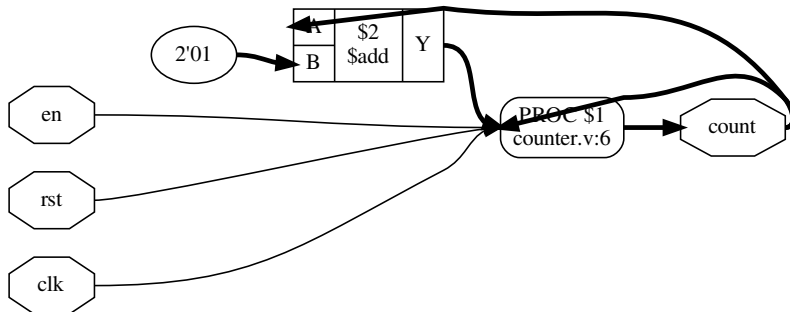 2'01
A
B
$2
$add
Y
en
rst
clk
PROC $1
counter.v:6
count